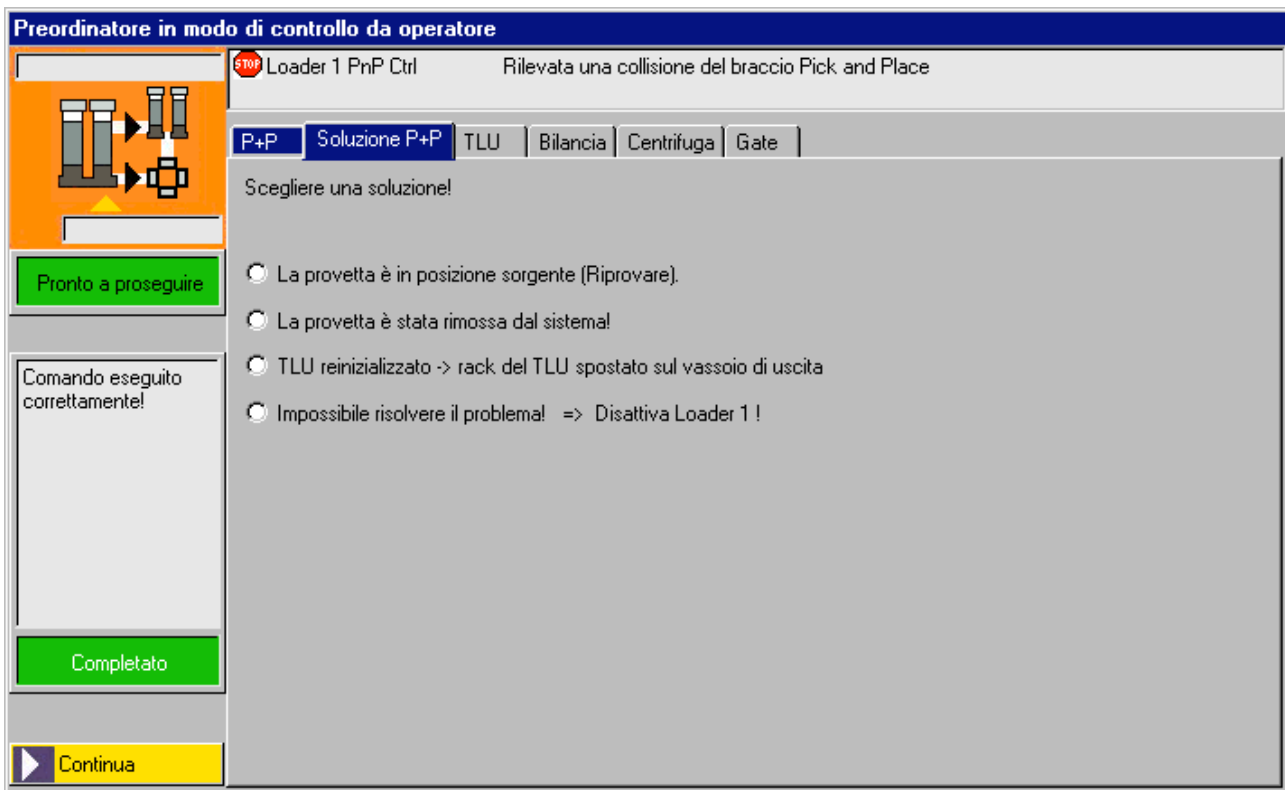 Preordinatore in modo di controllo da operatore
STOP Loader 1 PnP Ctrl Rilevata una collisione del braccio Pick and Place
P+P Soluzione P+P TLU Bilancia Centrifuga Gate
Scegliere una soluzione!
Pronto a proseguire
La provetta è in posizione sorgente (Riprovare).
La provetta è stata rimossa dal sistema!
TLU reinizializzato -> rack del TLU spostato sul vassoio di uscita
Impossibile risolvere il problema! => Disattiva Loader 1 !
Comando eseguito
correttamente!
Completato
Continua